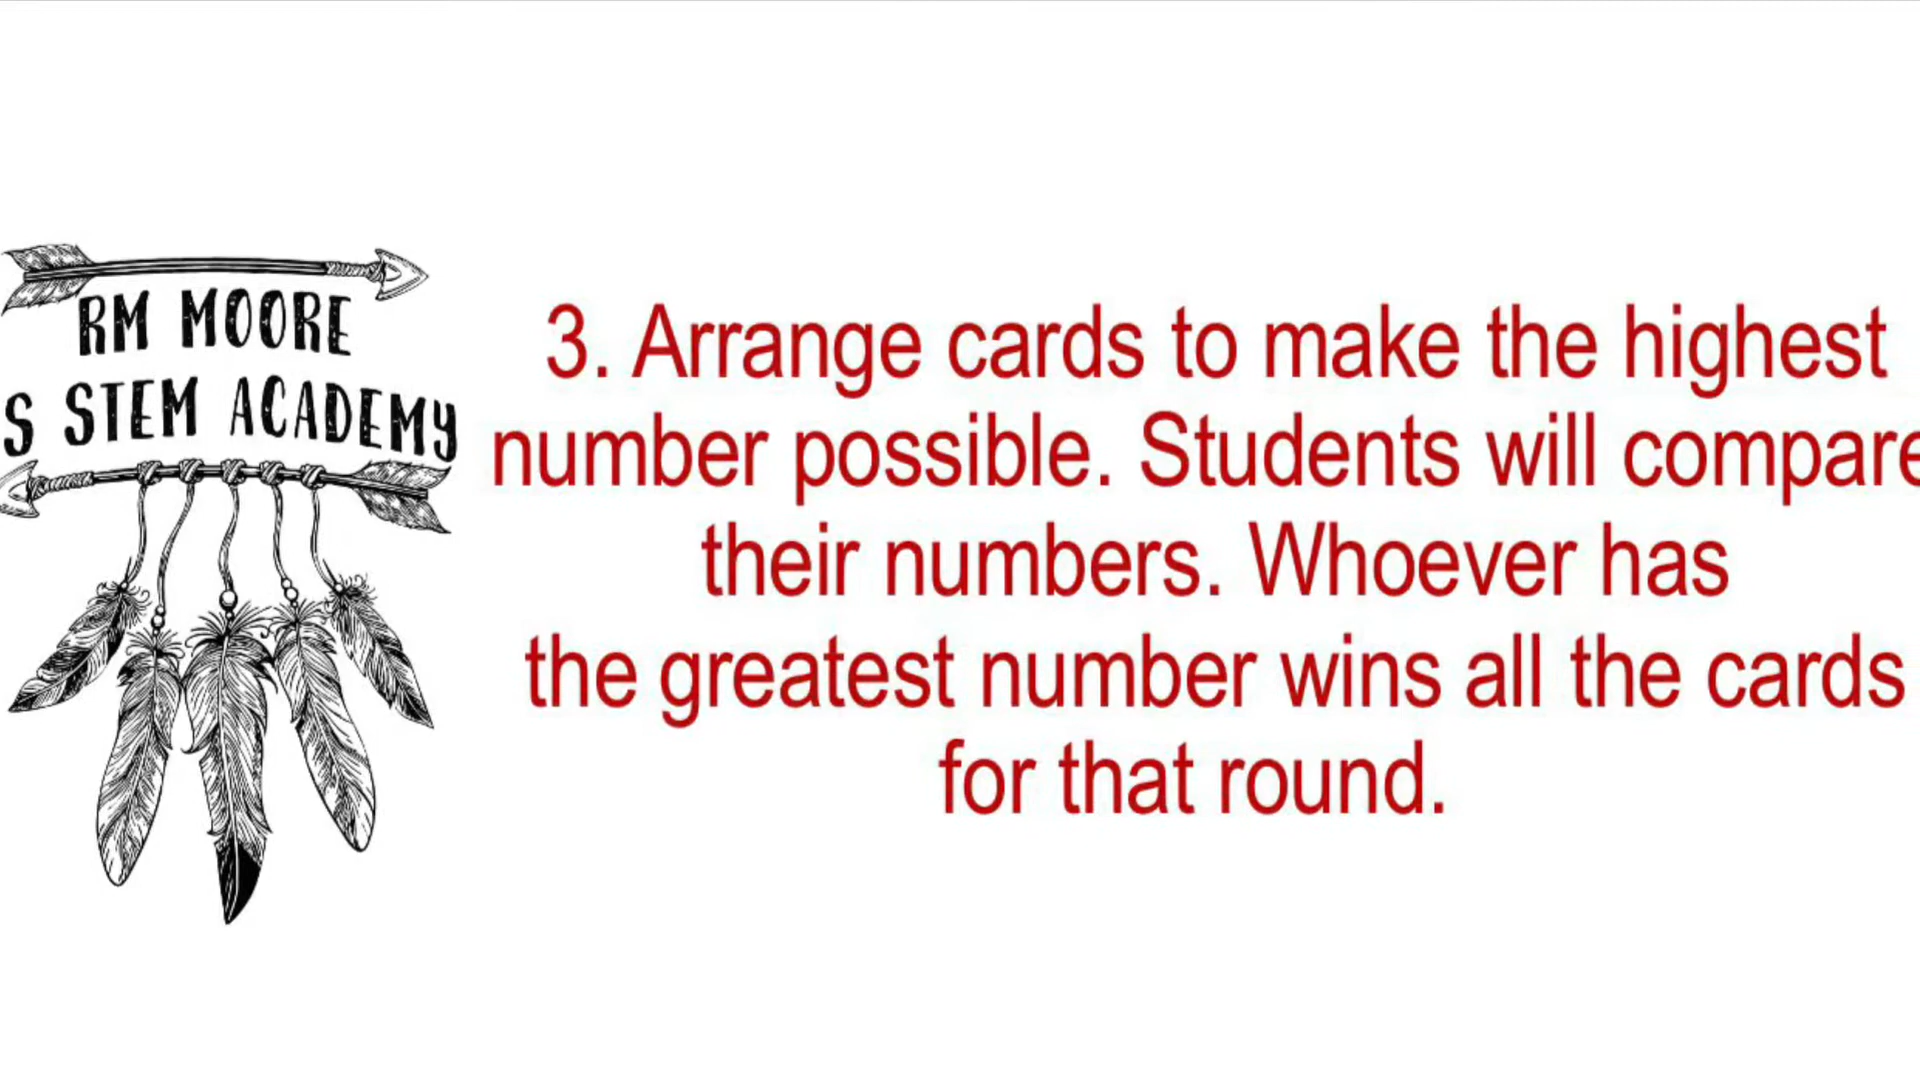 RM MOORE
S STEM ACADEMY
3. Arrange cards to make the highest
number possible. Students will compare
their numbers. Whoever has
the greatest number wins all the cards
for that round.